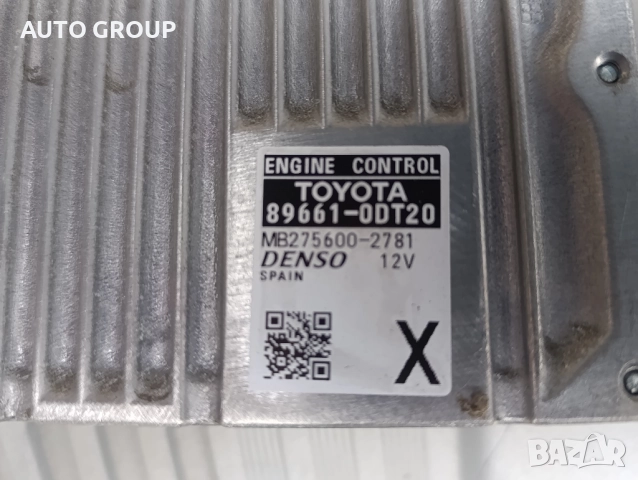 AUTO GROUP
ENGINE CONTROL
TOYOTA
89661-0DT20
MB275600-2781
DENSO 12V
SPAIN
X
BAZAR